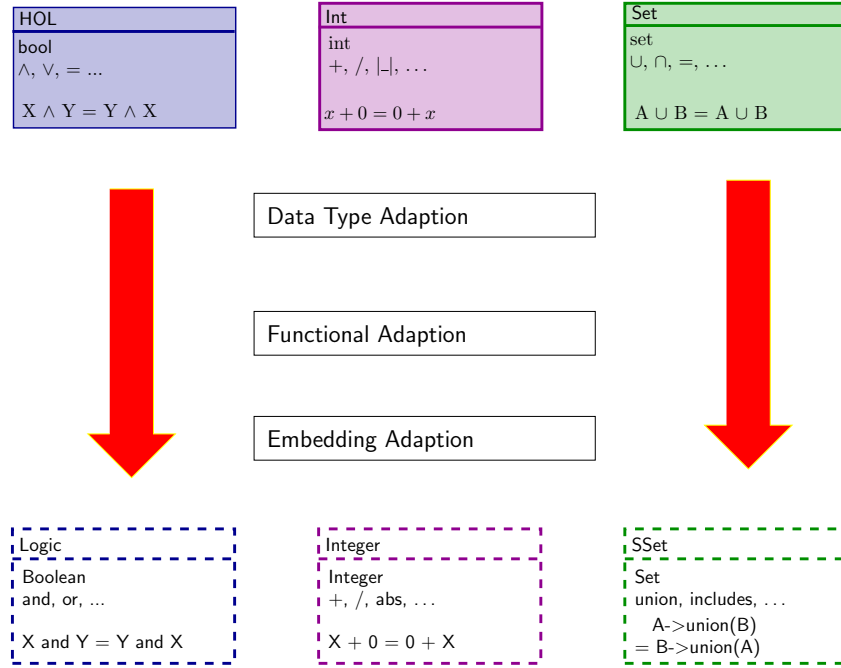 HOL
bool
∧, ∨, = ...
X ∧ Y = Y ∧ X
Int
int
+, /, |_|, . . .
x + 0 = 0 + x
Set
set
∪, ∩, =, . . .
A ∪ B = A ∪ B
Data Type Adaption
Functional Adaption
Embedding Adaption
Logic
Boolean
and, or, ...
X and Y = Y and X
Integer
Integer
+, /, abs, . . .
X + 0 = 0 + X
SSet
Set
union, includes, . . .
A->union(B)
= B->union(A)